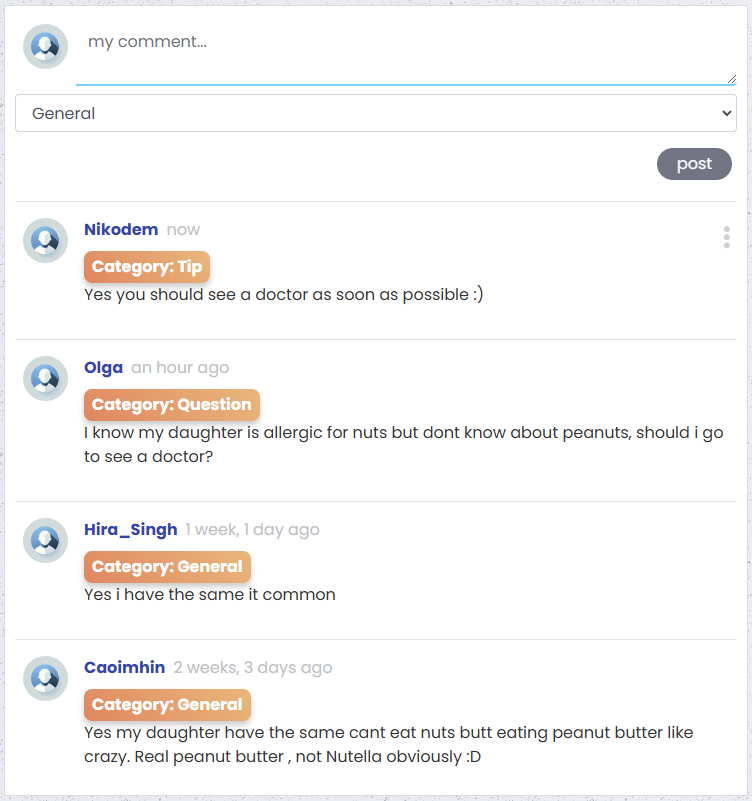 my comment...
General
post
Nikodem now
Category: Tip
Yes you should see a doctor as soon as possible :)
Olga an hour ago
Category: Question
I know my daughter is allergic for nuts but dont know about peanuts, should i go
to see a doctor?
Hira_Singh 1 week, 1 day ago
Category: General
Yes i have the same it common
Caoimhin 2 weeks, 3 days ago
Category: General
Yes my daughter have the same cant eat nuts butt eating peanut butter like
crazy. Real peanut butter , not Nutella obviously :D